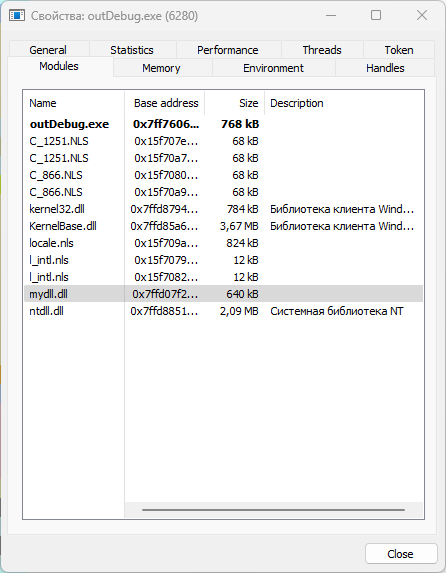 Свойства: outDebug.exe (6280)
General Statistics Performance Threads Token
Modules Memory Environment Handles
Name Base address Size Description
outDebug.exe 0x7ff7606... 768 kB
C_1251.NLS 0x15f707e... 68 kB
C_1251.NLS 0x15f70a7... 68 kB
C_866.NLS 0x15f7080... 68 kB
C_866.NLS 0x15f70a9... 68 kB
kernel32.dll 0x7ffd8794... 784 kB Библиотека клиента Wind...
KernelBase.dll 0x7ffd85a6... 3,67 MB Библиотека клиента Wind...
locale.nls 0x15f709a... 824 kB
l_intl.nls 0x15f7079... 12 kB
l_intl.nls 0x15f7082... 12 kB
mydll.dll 0x7ffd07f2... 640 kB
ntdll.dll 0x7ffd8851... 2,09 MB Системная библиотека NT
Close